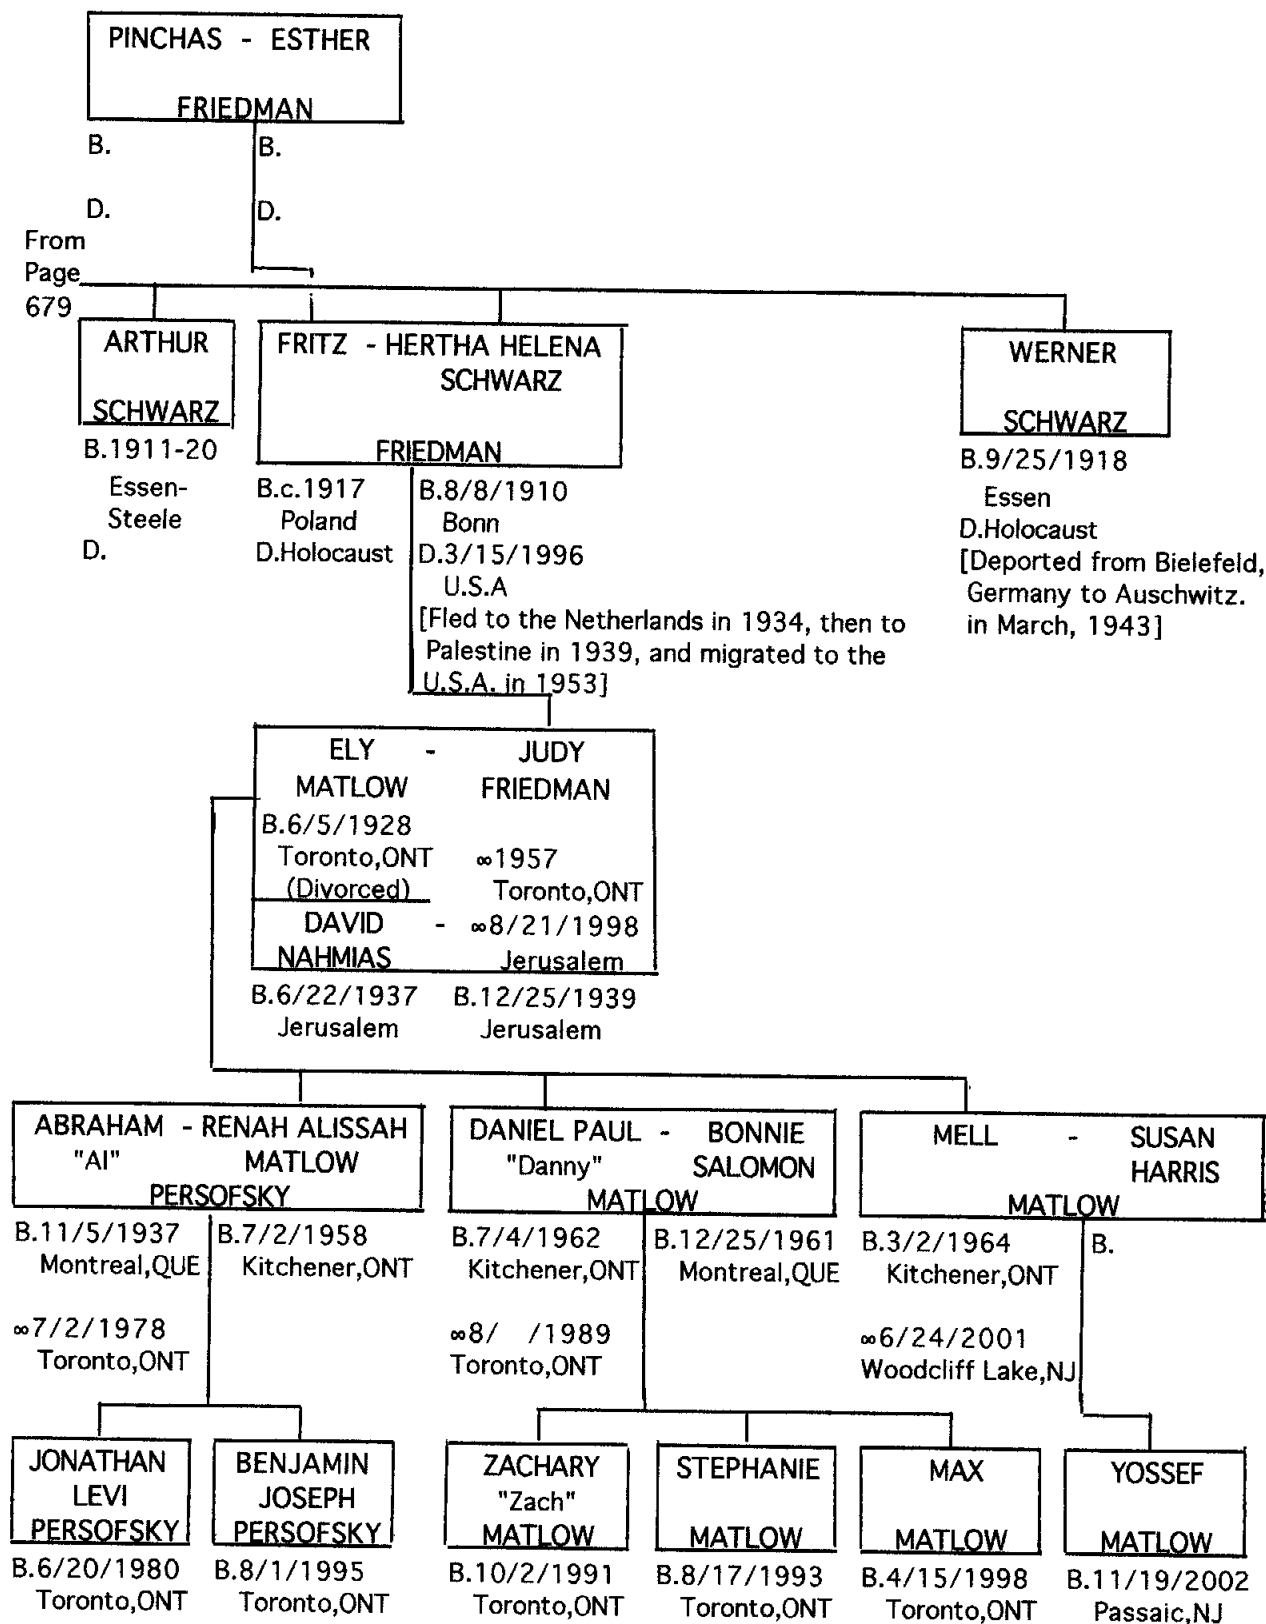 PINCHAS - ESTHER
FRIEDMAN
B. B.
D. D.
From
Page
679
ARTHUR
SCHWARZ
B.1911-20
Essen-
Steele
D.
FRITZ - HERTHA HELENA
SCHWARZ
FRIEDMAN
B.c.1917 B.8/8/1910
Poland Bonn
D.Holocaust D.3/15/1996
U.S.A
[Fled to the Netherlands in 1934, then to
Palestine in 1939, and migrated to the
U.S.A. in 1953]
WERNER
SCHWARZ
B.9/25/1918
Essen
D.Holocaust
[Deported from Bielefeld,
Germany to Auschwitz.
in March, 1943]
ELY - JUDY
MATLOW FRIEDMAN
B.6/5/1928
Toronto,ONT ∞1957
(Divorced) Toronto,ONT
DAVID - ∞8/21/1998
NAHMIAS Jerusalem
B.6/22/1937 B.12/25/1939
Jerusalem Jerusalem
ABRAHAM - RENAH ALISSAH
"Al" MATLOW
PERSOFSKY
B.11/5/1937 B.7/2/1958
Montreal,QUE Kitchener,ONT
∞7/2/1978
Toronto,ONT
DANIEL PAUL - BONNIE
"Danny" SALOMON
MATLOW
B.7/4/1962 B.12/25/1961
Kitchener,ONT Montreal,QUE
∞8/ /1989
Toronto,ONT
MELL - SUSAN
HARRIS
MATLOW
B.3/2/1964 B.
Kitchener,ONT
∞6/24/2001
Woodcliff Lake,NJ
JONATHAN
LEVI
PERSOFSKY
B.6/20/1980
Toronto,ONT
BENJAMIN
JOSEPH
PERSOFSKY
B.8/1/1995
Toronto,ONT
ZACHARY
"Zach"
MATLOW
B.10/2/1991
Toronto,ONT
STEPHANIE
MATLOW
B.8/17/1993
Toronto,ONT
MAX
MATLOW
B.4/15/1998
Toronto,ONT
YOSSEF
MATLOW
B.11/19/2002
Passaic,NJ